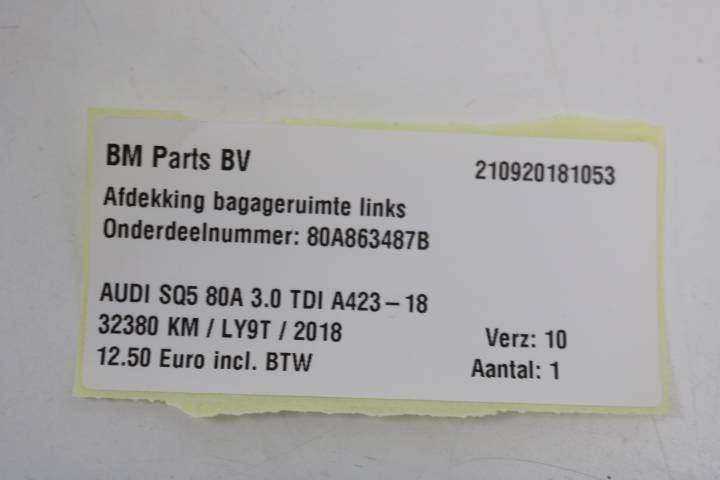 BM Parts BV 210920181053
Afdekking bagageruimte links
Onderdeelnummer: 80A863487B
AUDI SQ5 80A 3.0 TDI A423-18
32380 KM / LY9T / 2018 Verz: 10
12.50 Euro incl. BTW Aantal: 1